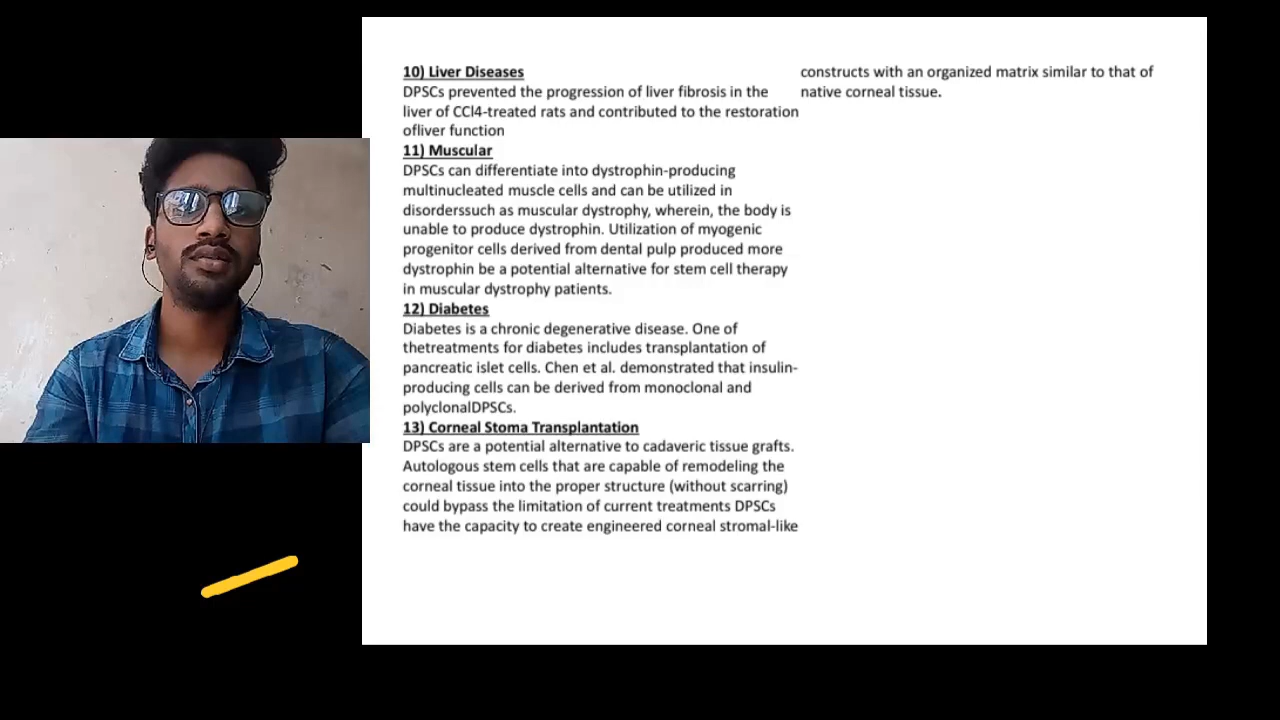 10) Liver Diseases
DPSCs prevented the progression of liver fibrosis in the
liver of CCl4-treated rats and contributed to the restoration
ofliver function
11) Muscular
DPSCs can differentiate into dystrophin-producing
multinucleated muscle cells and can be utilized in
disorderssuch as muscular dystrophy, wherein, the body is
unable to produce dystrophin. Utilization of myogenic
progenitor cells derived from dental pulp produced more
dystrophin be a potential alternative for stem cell therapy
in muscular dystrophy patients.
12) Diabetes
Diabetes is a chronic degenerative disease. One of
thetreatments for diabetes includes transplantation of
pancreatic islet cells. Chen et al. demonstrated that insulin-
producing cells can be derived from monoclonal and
polyclonalDPSCs.
13) Corneal Stoma Transplantation
DPSCs are a potential alternative to cadaveric tissue grafts.
Autologous stem cells that are capable of remodeling the
corneal tissue into the proper structure (without scarring)
could bypass the limitation of current treatments DPSCs
have the capacity to create engineered corneal stromal-like
constructs with an organized matrix similar to that of
native corneal tissue.